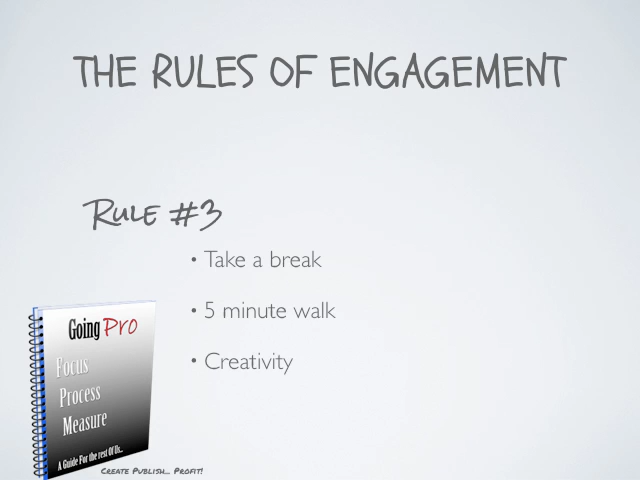 THE RULES OF ENGAGEMENT
RULE #3
• Take a break
• 5 minute walk
• Creativity
Going Pro
Focus
Process
Measure
A Guide For the rest Of Us...
CREATE PUBLISH... PROFIT!